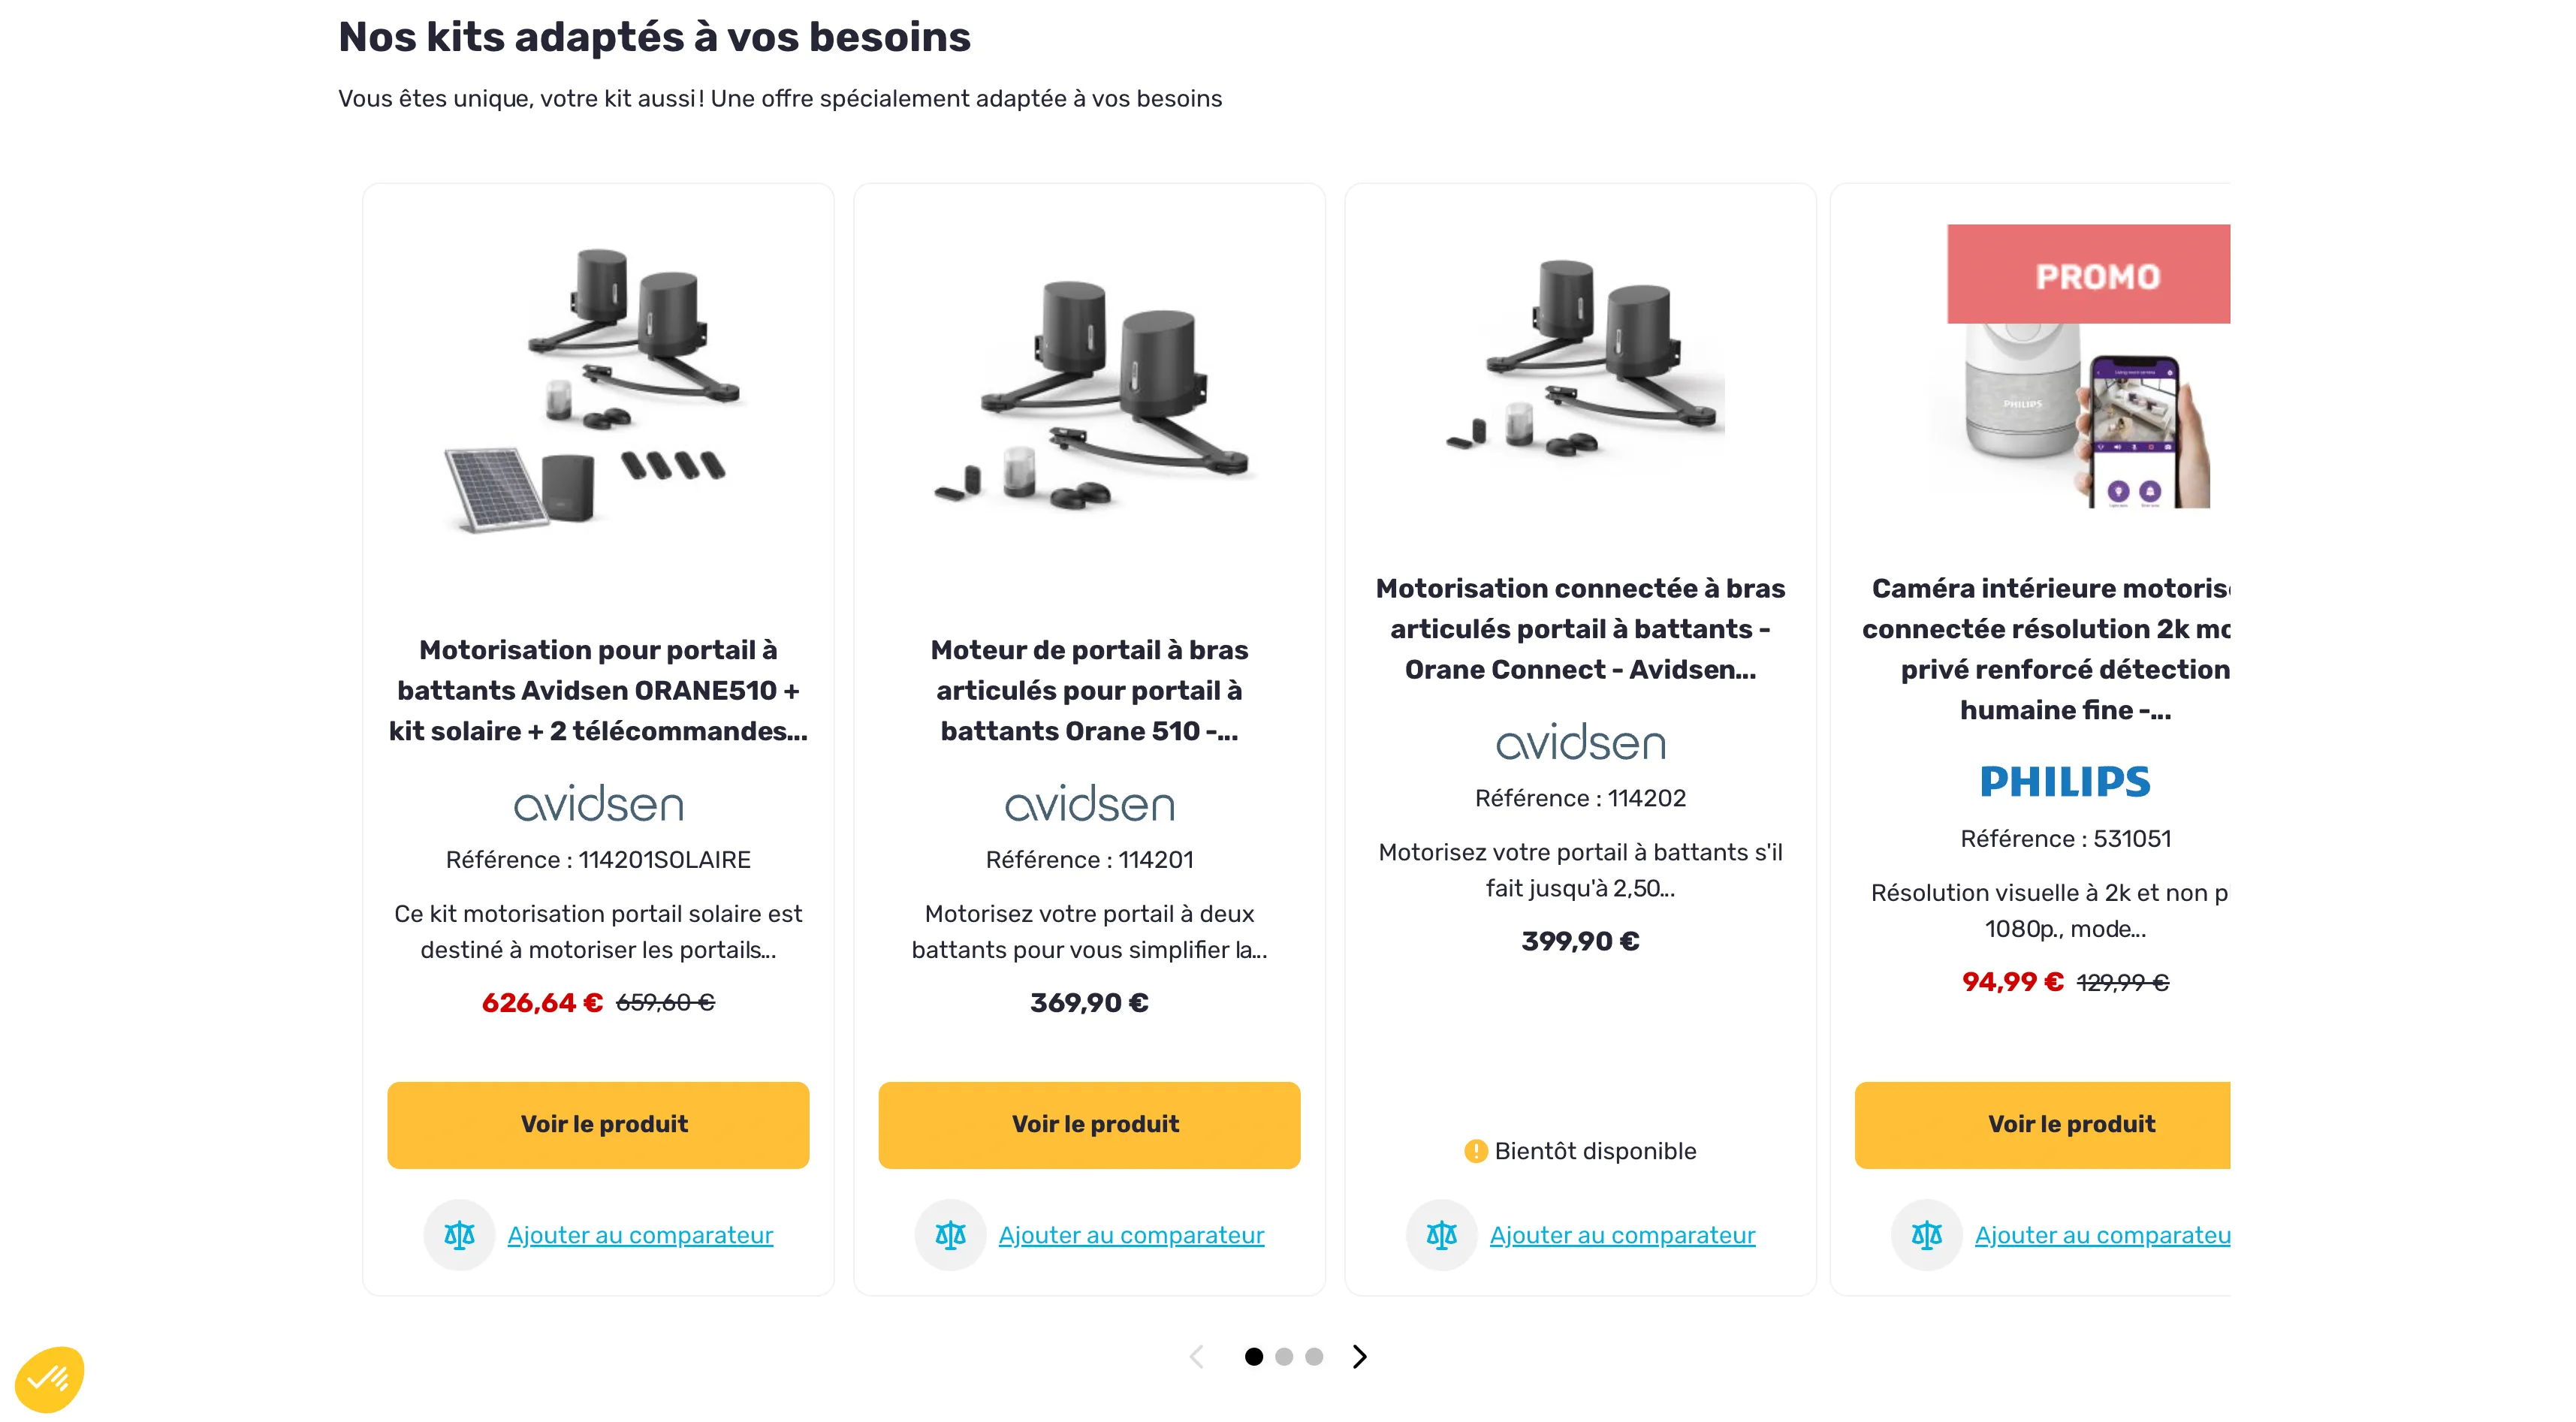 Nos kits adaptés à vos besoins
Vous êtes unique, votre kit aussi! Une offre spécialement adaptée à vos besoins
Motorisation pour portail à
battants Avidsen ORANE510 +
kit solaire + 2 télécommandes...
avidsen
Référence : 114201SOLAIRE
Ce kit motorisation portail solaire est
destiné à motoriser les portails...
626,64 € 659,60 €
Voir le produit
Ajouter au comparateur
Moteur de portail à bras
articulés pour portail à
battants Orane 510 -...
avidsen
Référence : 114201
Motorisez votre portail à deux
battants pour vous simplifier la...
369,90 €
Voir le produit
Ajouter au comparateur
Motorisation connectée à bras
articulés portail à battants -
Orane Connect - Avidsen...
avidsen
Référence : 114202
Motorisez votre portail à battants s'il
fait jusqu'à 2,50...
399,90 €
Bientôt disponible
Ajouter au comparateur
PROMO
PHILIPS
Caméra intérieure motoris
connectée résolution 2k mo
privé renforcé détection
humaine fine -...
PHILIPS
Référence : 531051
Résolution visuelle à 2k et non p
1080p., mode...
94,99 € 129,99 €
Voir le produit
Ajouter au comparateu